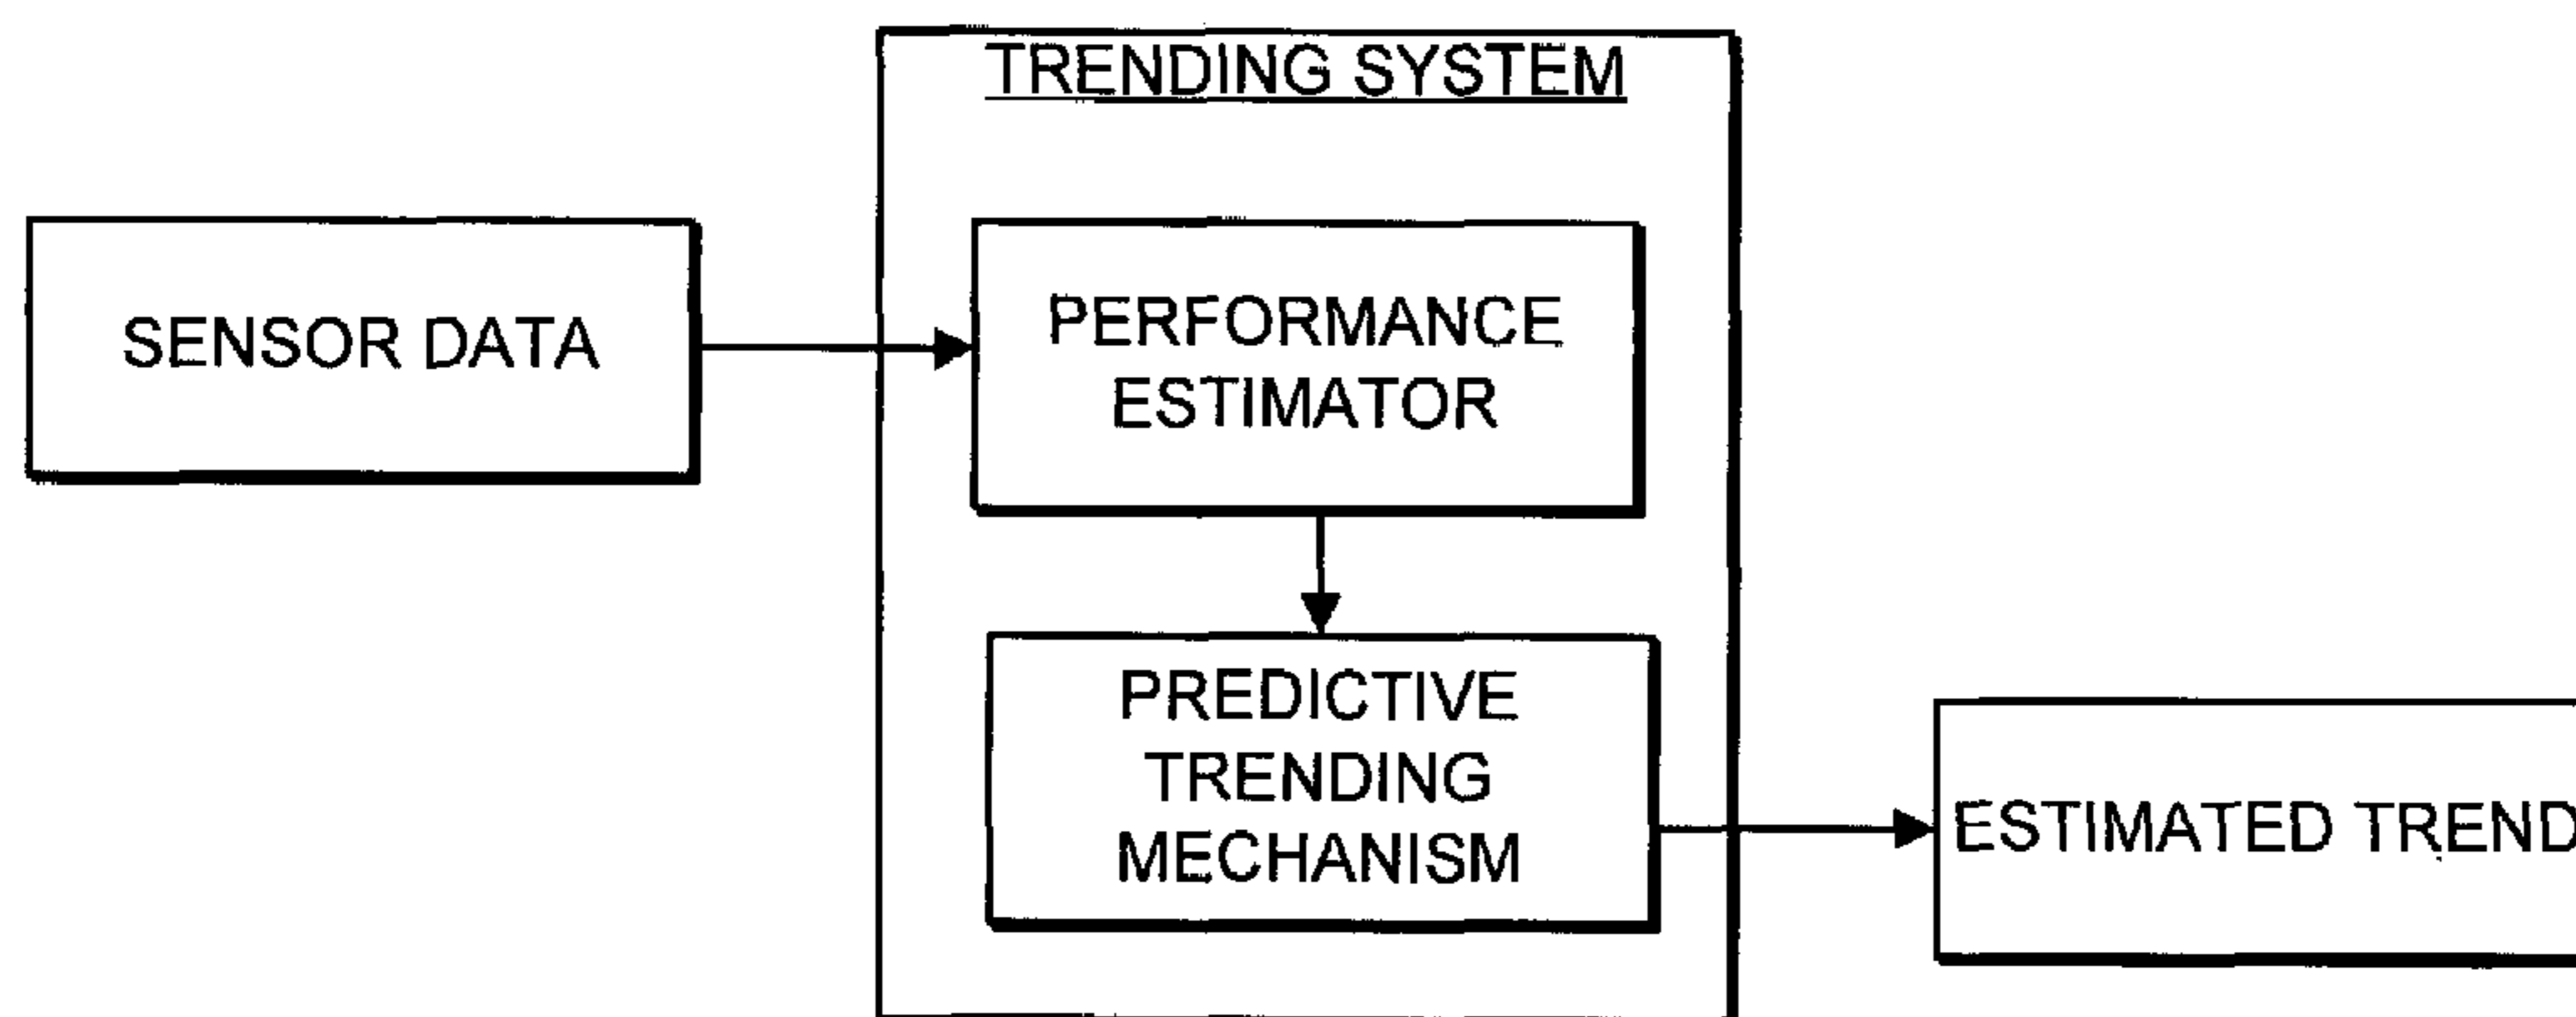 TRENDING SYSTEM
SENSOR DATA
PERFORMANCE
ESTIMATOR
PREDICTIVE
TRENDING
MECHANISM
ESTIMATED TREND